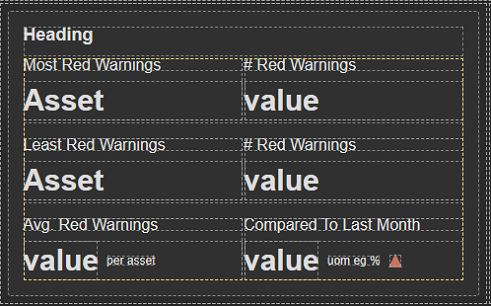 Heading
Most Red Warnings # Red Warnings
Asset value
Least Red Warnings # Red Warnings
Asset value
Avg. Red Warnings Compared To Last Month
value per asset value uom eg %